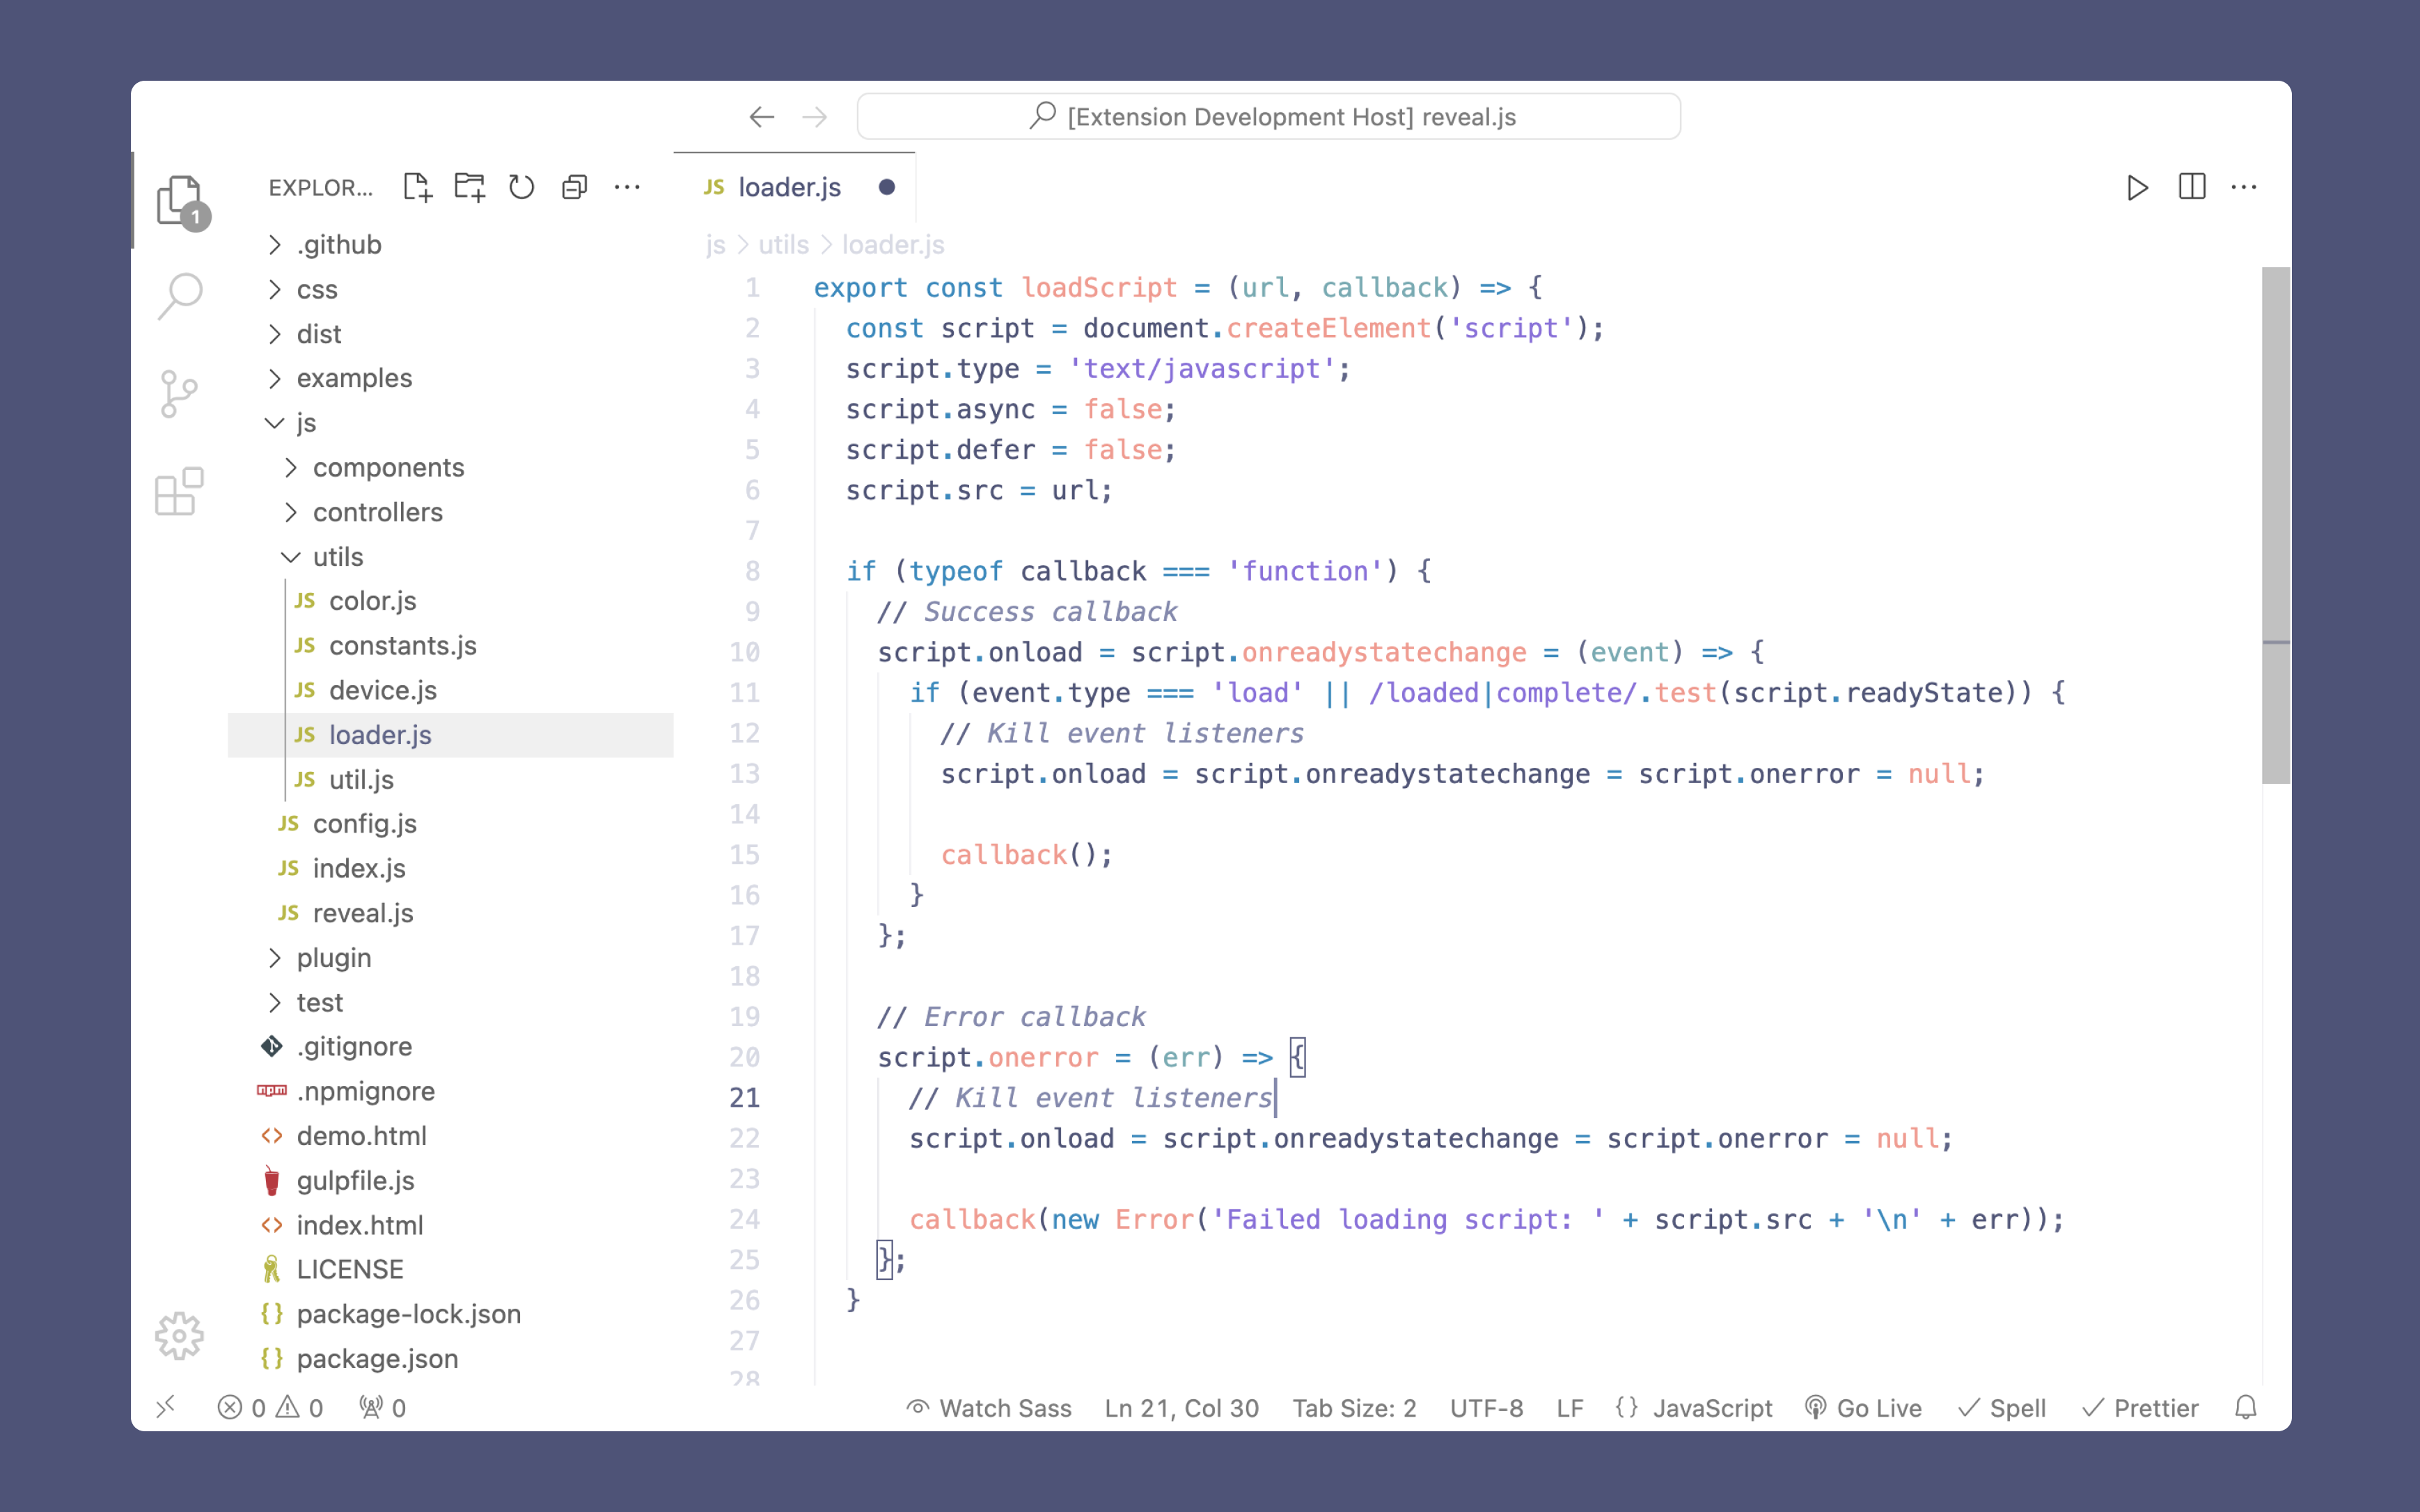 [Extension Development Host] reveal.js
1
EXPLOR...
.github
css
dist
examples
js
components
controllers
utils
JS color.js
JS constants.js
JS device.js
JS loader.js
JS util.js
JS config.js
JS index.js
JS reveal.js
plugin
test
.gitignore
npm .npmignore
<> demo.html
gulpfile.js
<> index.html
LICENSE
{} package-lock.json
{} package.json
JS loader.js
js > utils > loader.js
1 export const loadScript = (url, callback) => {
2 const script = document.createElement('script');
3 script.type = 'text/javascript';
4 script.async = false;
5 script.defer = false;
6 script.src = url;
7
8 if (typeof callback === 'function') {
9 // Success callback
10 script.onload = script.onreadystatechange = (event) => {
11 if (event.type === 'load' || /loaded|complete/.test(script.readyState)) {
12 // Kill event listeners
13 script.onload = script.onreadystatechange = script.onerror = null;
14
15 callback();
16 }
17 };
18
19 // Error callback
20 script.onerror = (err) => {
21 // Kill event listeners
22 script.onload = script.onreadystatechange = script.onerror = null;
23
24 callback(new Error('Failed loading script: ' + script.src + '\n' + err));
25 };
26 }
27
28
0 0 0 Watch Sass Ln 21, Col 30 Tab Size: 2 UTF-8 LF {} JavaScript Go Live Spell Prettier